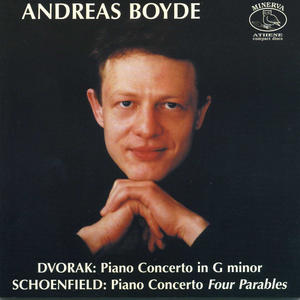 ANDREAS BOYDE
MINERVA
ATHENE
compact discs
DVORAK: Piano Concerto in G minor
SCHOENFIELD: Piano Concerto Four Parables